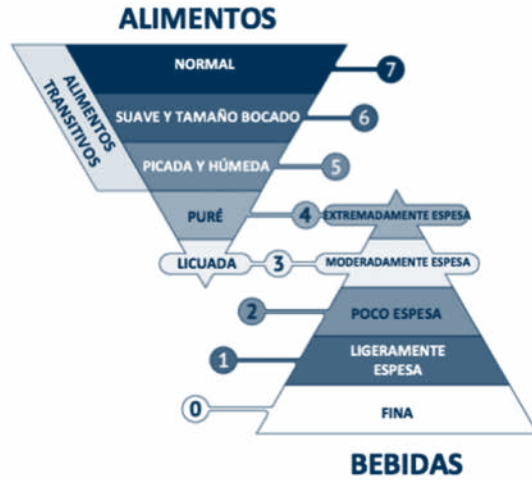 ALIMENTOS
NORMAL
7
ALIMENTOS
TRANSITIVOS
SUAVE Y TAMAÑO BOCADO
6
PICADA Y HÚMEDA
5
PURÉ
4
EXTREMADAMENTE ESPESA
LICUADA
3
MODERADAMENTE ESPESA
2
POCO ESPESA
1
LIGERAMENTE
ESPESA
0
FINA
BEBIDAS